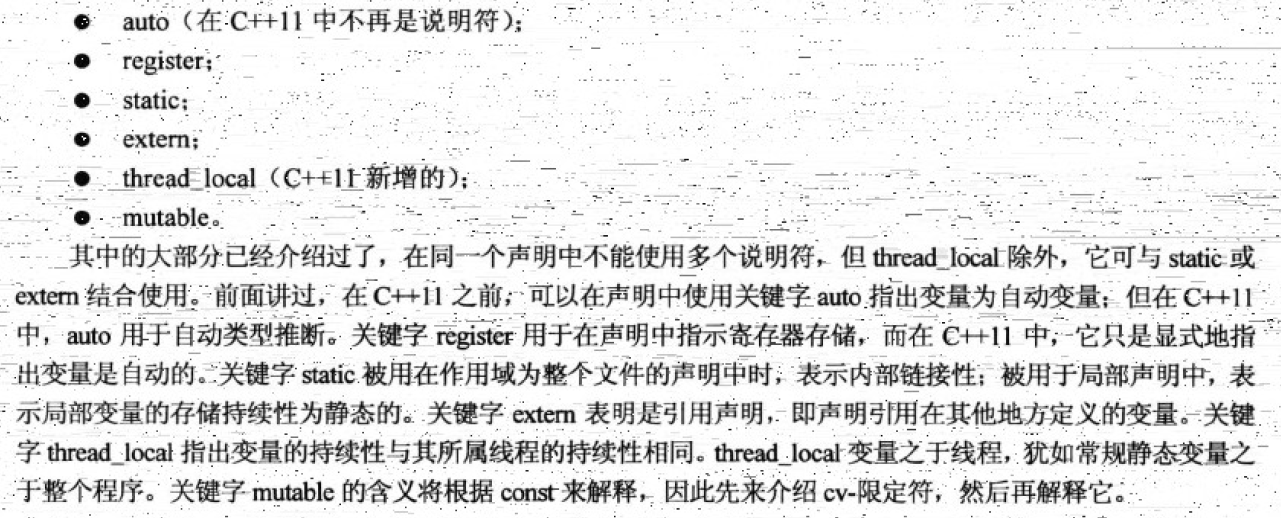 ● auto（在 C++11 中不再是说明符）；
● register；
● static；
● extern；
● thread_local（C++11 新增的）；
● mutable。
其中的大部分已经介绍过了，在同一个声明中不能使用多个说明符，但 thread_local 除外，它可与 static 或
extern 结合使用。前面讲过，在 C++11 之前，可以在声明中使用关键字 auto 指出变量为自动变量；但在 C++11
中，auto 用于自动类型推断。关键字 register 用于在声明中指示寄存器存储，而在 C++11 中，它只是显式地指
出变量是自动的。关键字 static 被用在作用域为整个文件的声明中时，表示内部链接性；被用于局部声明中，表
示局部变量的存储持续性为静态的。关键字 extern 表明是引用声明，即声明引用在其他地方定义的变量。关键
字 thread_local 指出变量的持续性与其所属线程的持续性相同。thread_local 变量之于线程，犹如常规静态变量之
于整个程序。关键字 mutable 的含义将根据 const 来解释，因此先来介绍 cv-限定符，然后再解释它。